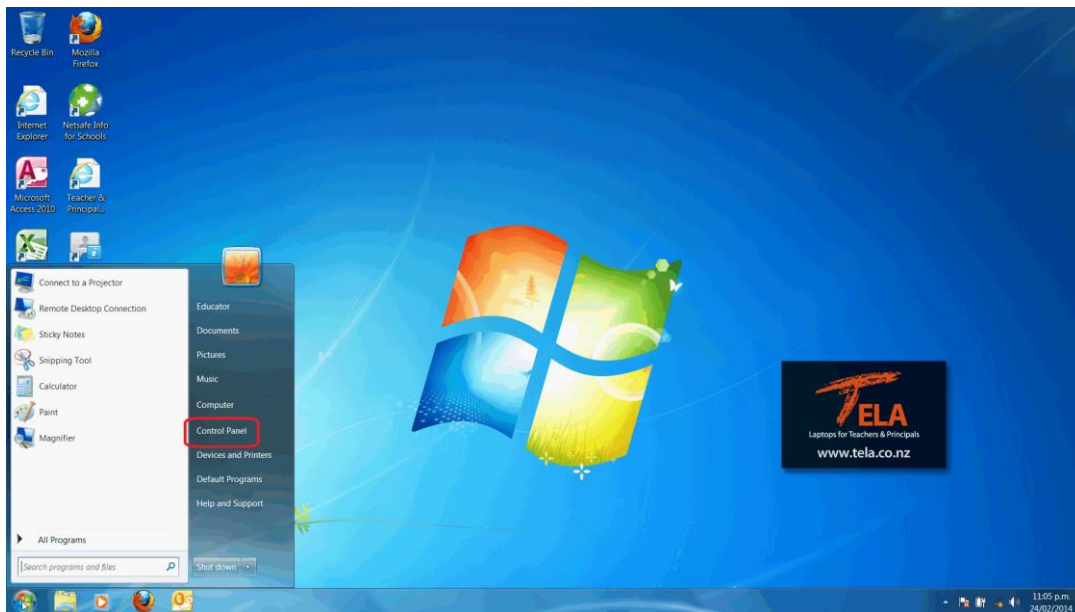 Recycle Bin
Mozilla
Firefox
Internet
Explorer
Netsafe Info
for Schools
Microsoft
Access 2010
Teacher &
Principal...
Connect to a Projector
Remote Desktop Connection
Sticky Notes
Snipping Tool
Calculator
Paint
Magnifier
All Programs
Search programs and files
Educator
Documents
Pictures
Music
Computer
Control Panel
Devices and Printers
Default Programs
Help and Support
Shut down
TELA
Laptops for Teachers & Principals
www.tela.co.nz
11:05 p.m.
24/02/2014